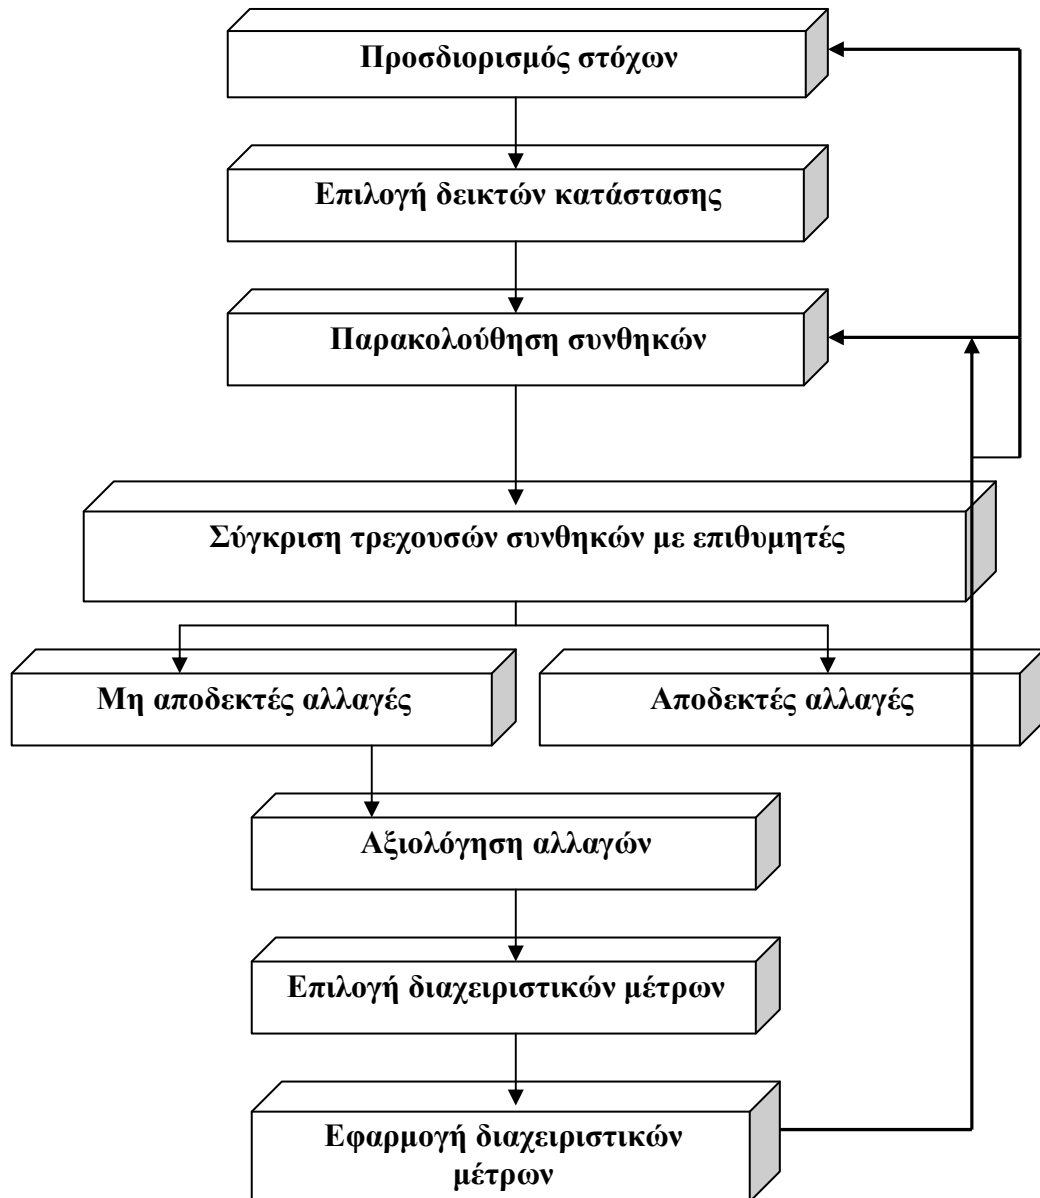 Προσδιορισμός στόχων
Επιλογή δεικτών κατάστασης
Παρακολούθηση συνθηκών
Σύγκριση τρεχουσών συνθηκών με επιθυμητές
Μη αποδεκτές αλλαγές
Αποδεκτές αλλαγές
Αξιολόγηση αλλαγών
Επιλογή διαχειριστικών μέτρων
Εφαρμογή διαχειριστικών
μέτρων